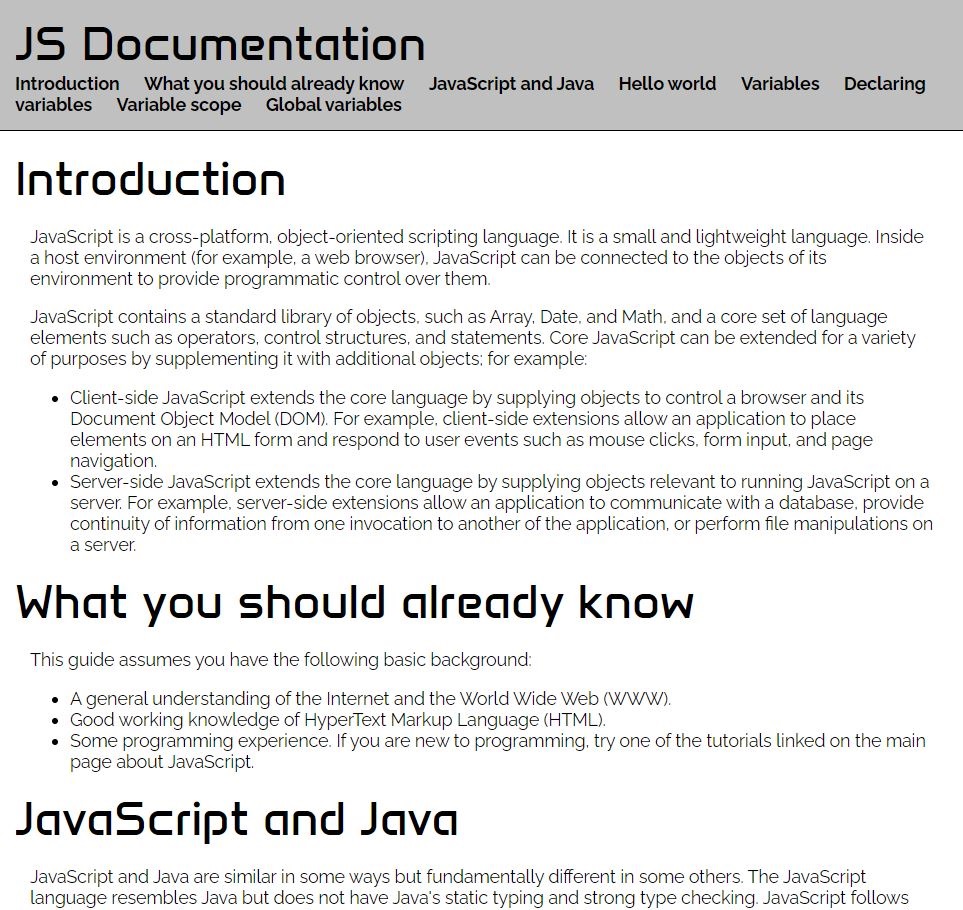 JS Documentation
Introduction What you should already know JavaScript and Java Hello world Variables Declaring
variables Variable scope Global variables
Introduction
JavaScript is a cross-platform, object-oriented scripting language. It is a small and lightweight language. Inside
a host environment (for example, a web browser), JavaScript can be connected to the objects of its
environment to provide programmatic control over them.
JavaScript contains a standard library of objects, such as Array, Date, and Math, and a core set of language
elements such as operators, control structures, and statements. Core JavaScript can be extended for a variety
of purposes by supplementing it with additional objects; for example:
• Client-side JavaScript extends the core language by supplying objects to control a browser and its
Document Object Model (DOM). For example, client-side extensions allow an application to place
elements on an HTML form and respond to user events such as mouse clicks, form input, and page
navigation.
• Server-side JavaScript extends the core language by supplying objects relevant to running JavaScript on a
server. For example, server-side extensions allow an application to communicate with a database, provide
continuity of information from one invocation to another of the application, or perform file manipulations on
a server.
What you should already know
This guide assumes you have the following basic background:
• A general understanding of the Internet and the World Wide Web (WWW).
• Good working knowledge of HyperText Markup Language (HTML).
• Some programming experience. If you are new to programming, try one of the tutorials linked on the main
page about JavaScript.
JavaScript and Java
JavaScript and Java are similar in some ways but fundamentally different in some others. The JavaScript
language resembles Java but does not have Java's static typing and strong type checking. JavaScript follows